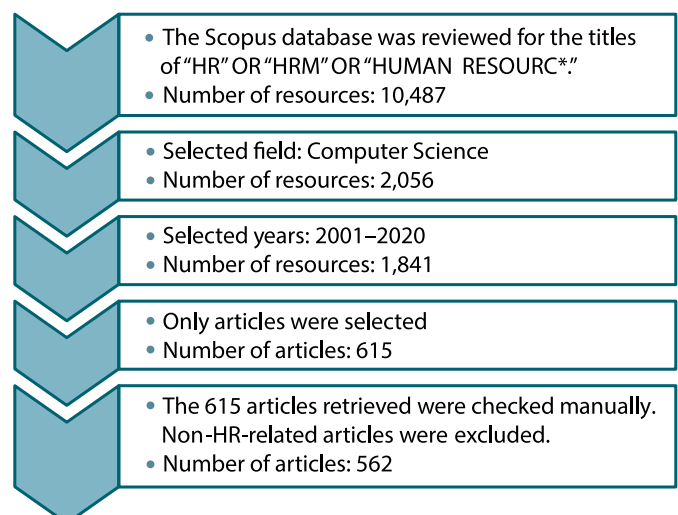 • The Scopus database was reviewed for the titles
of “HR” OR “HRM” OR “HUMAN RESOURC*.”
• Number of resources: 10,487
• Selected field: Computer Science
• Number of resources: 2,056
• Selected years: 2001–2020
• Number of resources: 1,841
• Only articles were selected
• Number of articles: 615
• The 615 articles retrieved were checked manually.
Non-HR-related articles were excluded.
• Number of articles: 562